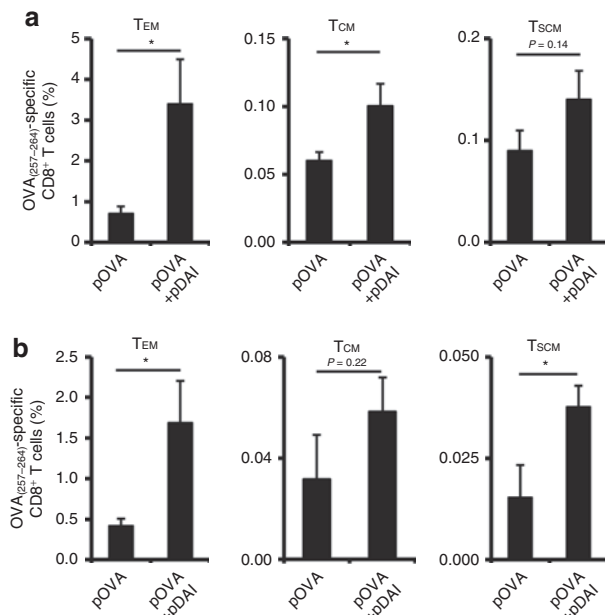 a
TEM
*
TCM
*
TSCM
P = 0.14
OVA(257–264)-specific
CD8+ T cells (%)
5
4
3
2
1
0
0.15
0.10
0.05
0.00
0.2
0.1
0.0
pOVA
pOVA
+pDAI
pOVA
pOVA
+pDAI
pOVA
pOVA
+pDAI
b
TEM
*
TCM
P = 0.22
TSCM
*
OVA(257–264)-specific
CD8+ T cells (%)
2.5
2.0
1.5
1.0
0.5
0.0
0.08
0.04
0.00
0.050
0.025
0.000
pOVA
pOVA
+pDAI
pOVA
pOVA
+pDAI
pOVA
pOVA
+pDAI